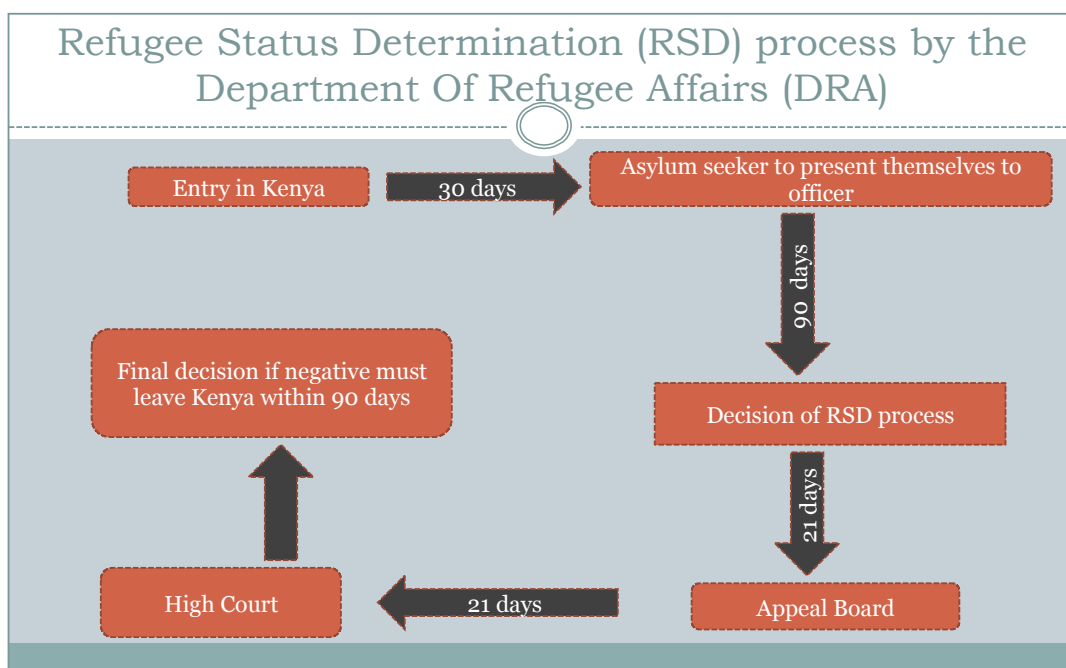 Refugee Status Determination (RSD) process by the
Department Of Refugee Affairs (DRA)
Entry in Kenya
30 days
Asylum seeker to present themselves to
officer
90 days
Decision of RSD process
21 days
Appeal Board
21 days
High Court
Final decision if negative must
leave Kenya within 90 days